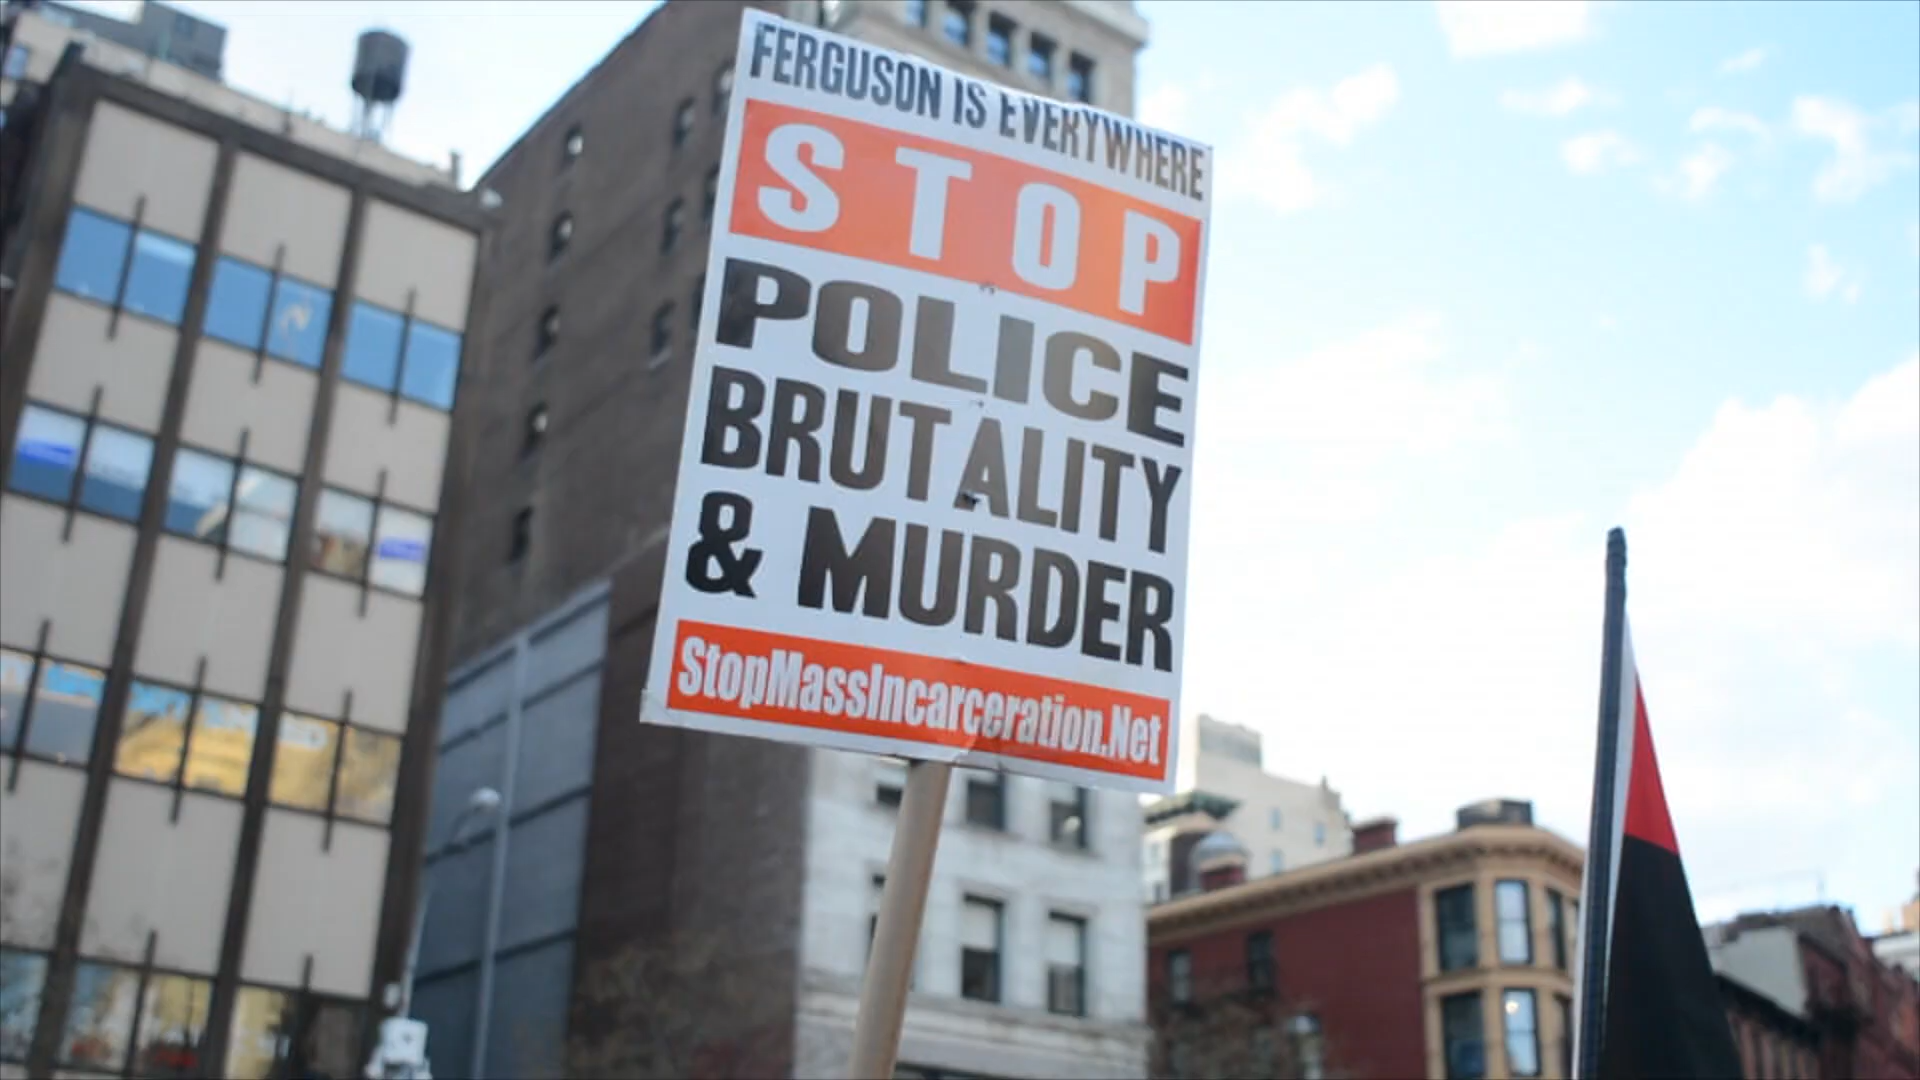 FERGUSON IS EVERYWHERE
STOP
POLICE
BRUTALITY
& MURDER
StopMassIncarceration.Net